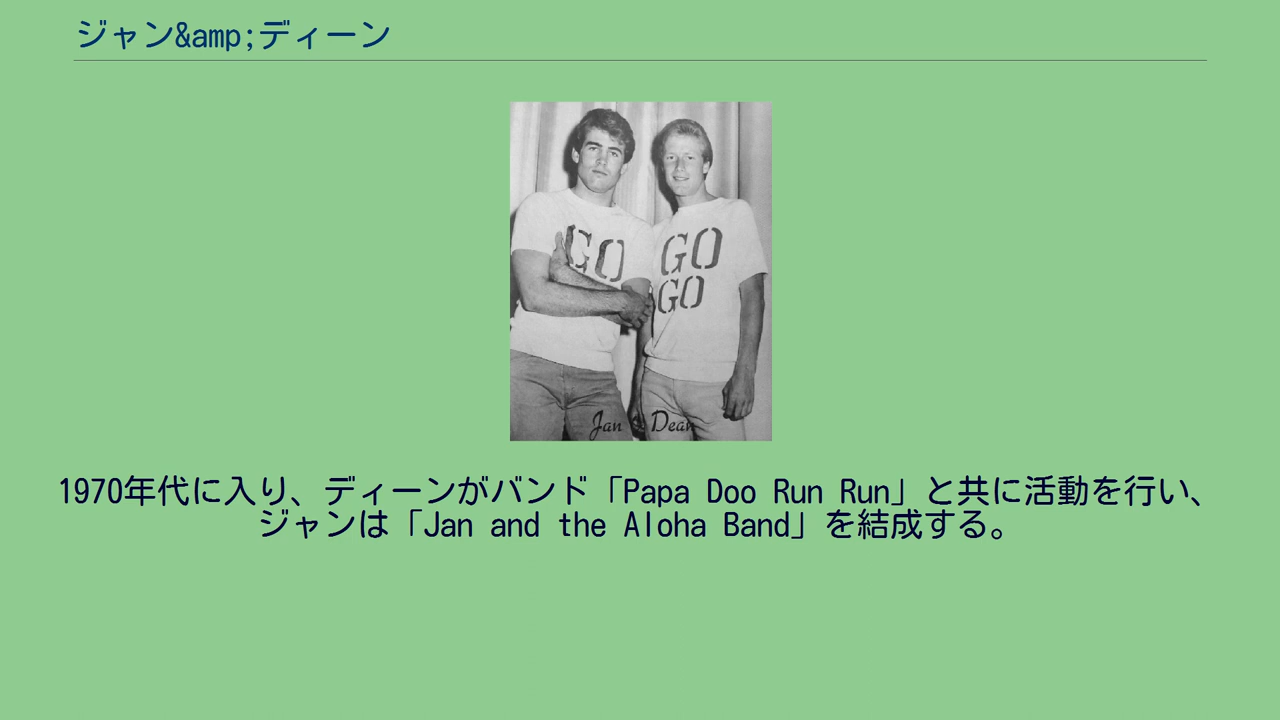 ジャン&amp;ディーン
GO GO
GO
Jan & Dean
1970年代に入り、ディーンがバンド「Papa Doo Run Run」と共に活動を行い、
ジャンは「Jan and the Aloha Band」を結成する。